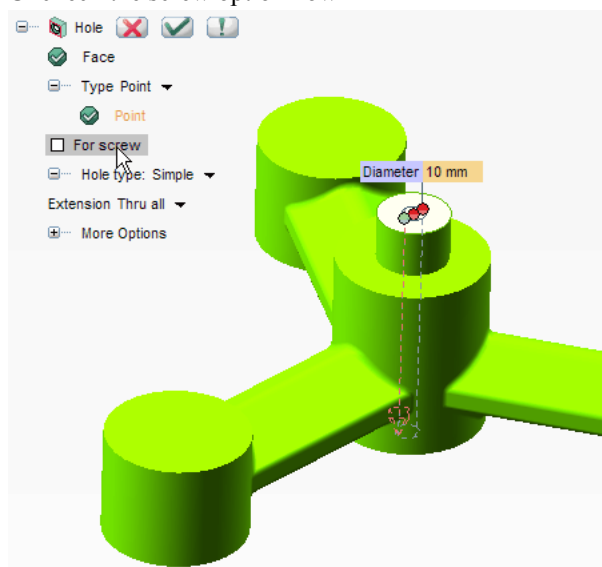 Hole
Face
Type Point
Point
For screw
Hole type: Simple
Extension Thru all
More Options
Diameter 10 mm